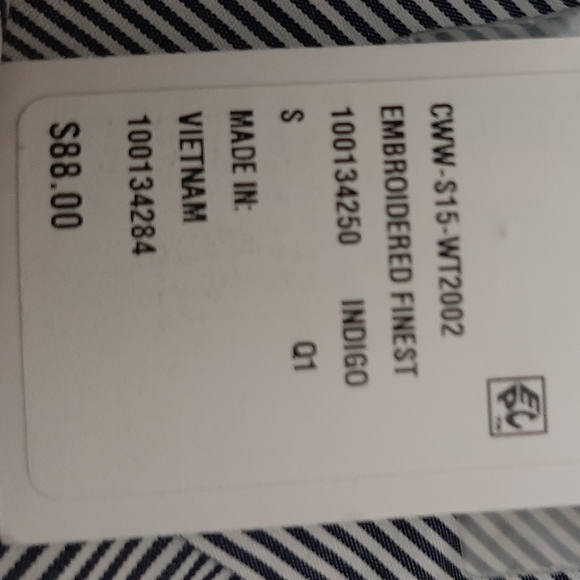 CWW-S15-WT2002
EMBROIDERED FINEST
100134250 INDIGO
S Q1
MADE IN:
VIETNAM
100134284
$88.00